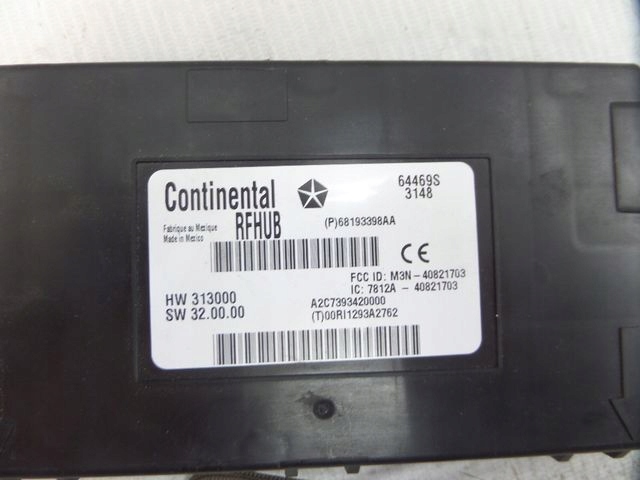 Continental
64469S
3148
Fabrique au Mexique
Made in Mexico
RFHUB
(P)68193398AA
CE
FCC ID: M3N-40821703
IC: 7812A - 40821703
HW 313000
SW 32.00.00
A2C7393420000
(T)00RI1293A2762